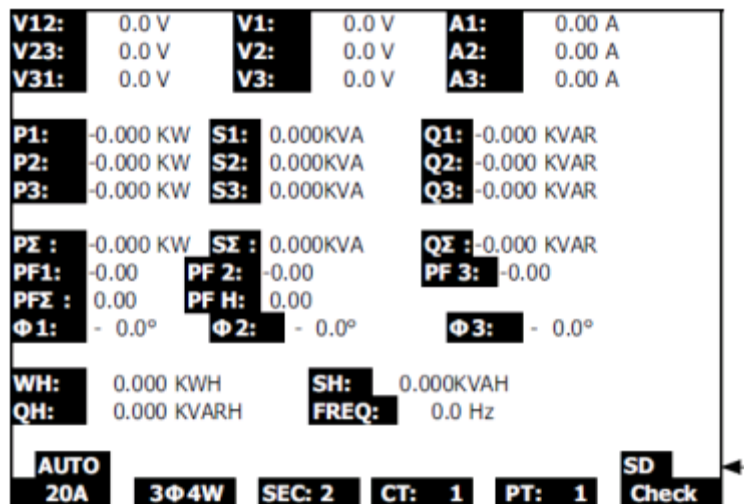 V12: 0.0 V V1: 0.0 V A1: 0.00 A
V23: 0.0 V V2: 0.0 V A2: 0.00 A
V31: 0.0 V V3: 0.0 V A3: 0.00 A
P1: -0.000 KW S1: 0.000KVA Q1: -0.000 KVAR
P2: -0.000 KW S2: 0.000KVA Q2: -0.000 KVAR
P3: -0.000 KW S3: 0.000KVA Q3: -0.000 KVAR
PΣ : -0.000 KW SΣ : 0.000KVA QΣ : -0.000 KVAR
PF1: -0.00 PF 2: -0.00 PF 3: -0.00
PFΣ : 0.00 PF H: 0.00
Φ1: - 0.0° Φ2: - 0.0° Φ3: - 0.0°
WH: 0.000 KWH SH: 0.000KVAH
QH: 0.000 KVARH FREQ: 0.0 Hz
AUTO SD
20A 3Φ4W SEC: 2 CT: 1 PT: 1 Check